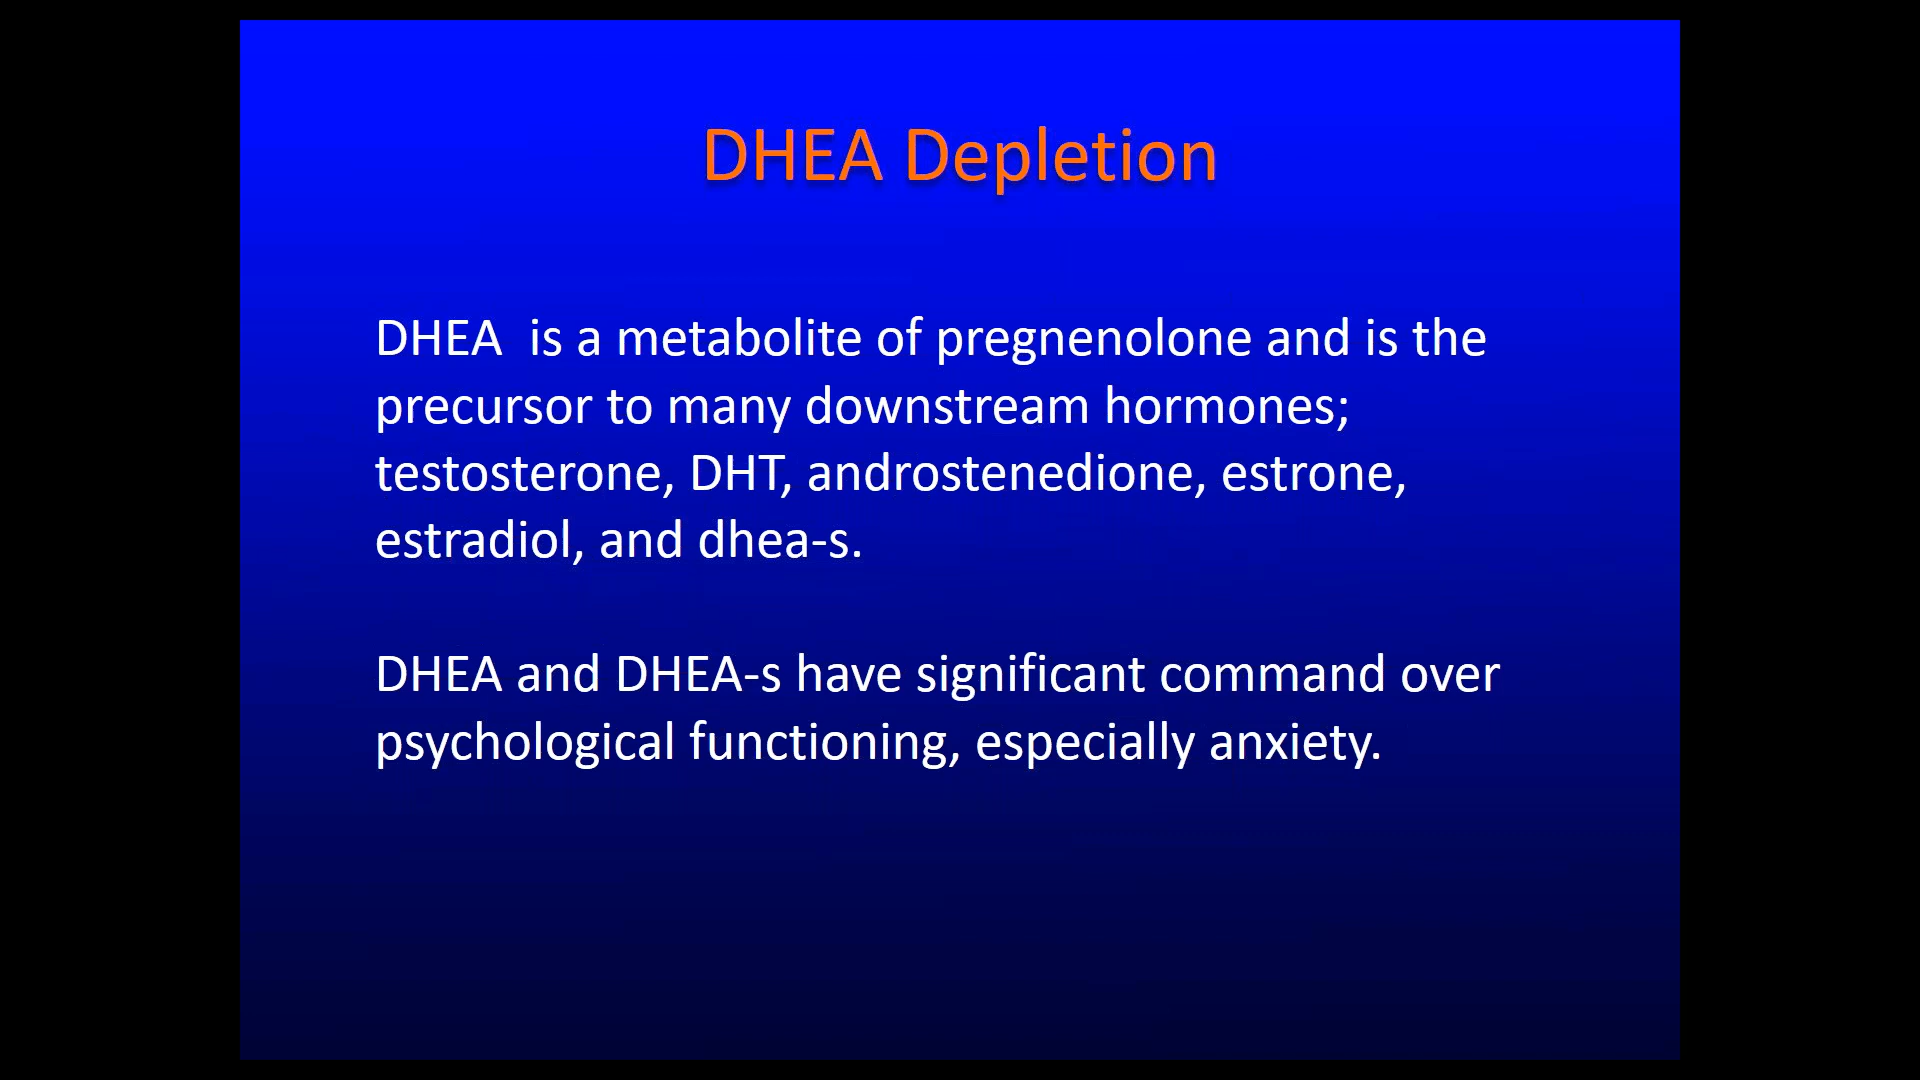 DHEA Depletion
DHEA  is a metabolite of pregnenolone and is the
precursor to many downstream hormones;
testosterone, DHT, androstenedione, estrone,
estradiol, and dhea-s.
DHEA and DHEA-s have significant command over
psychological functioning, especially anxiety.